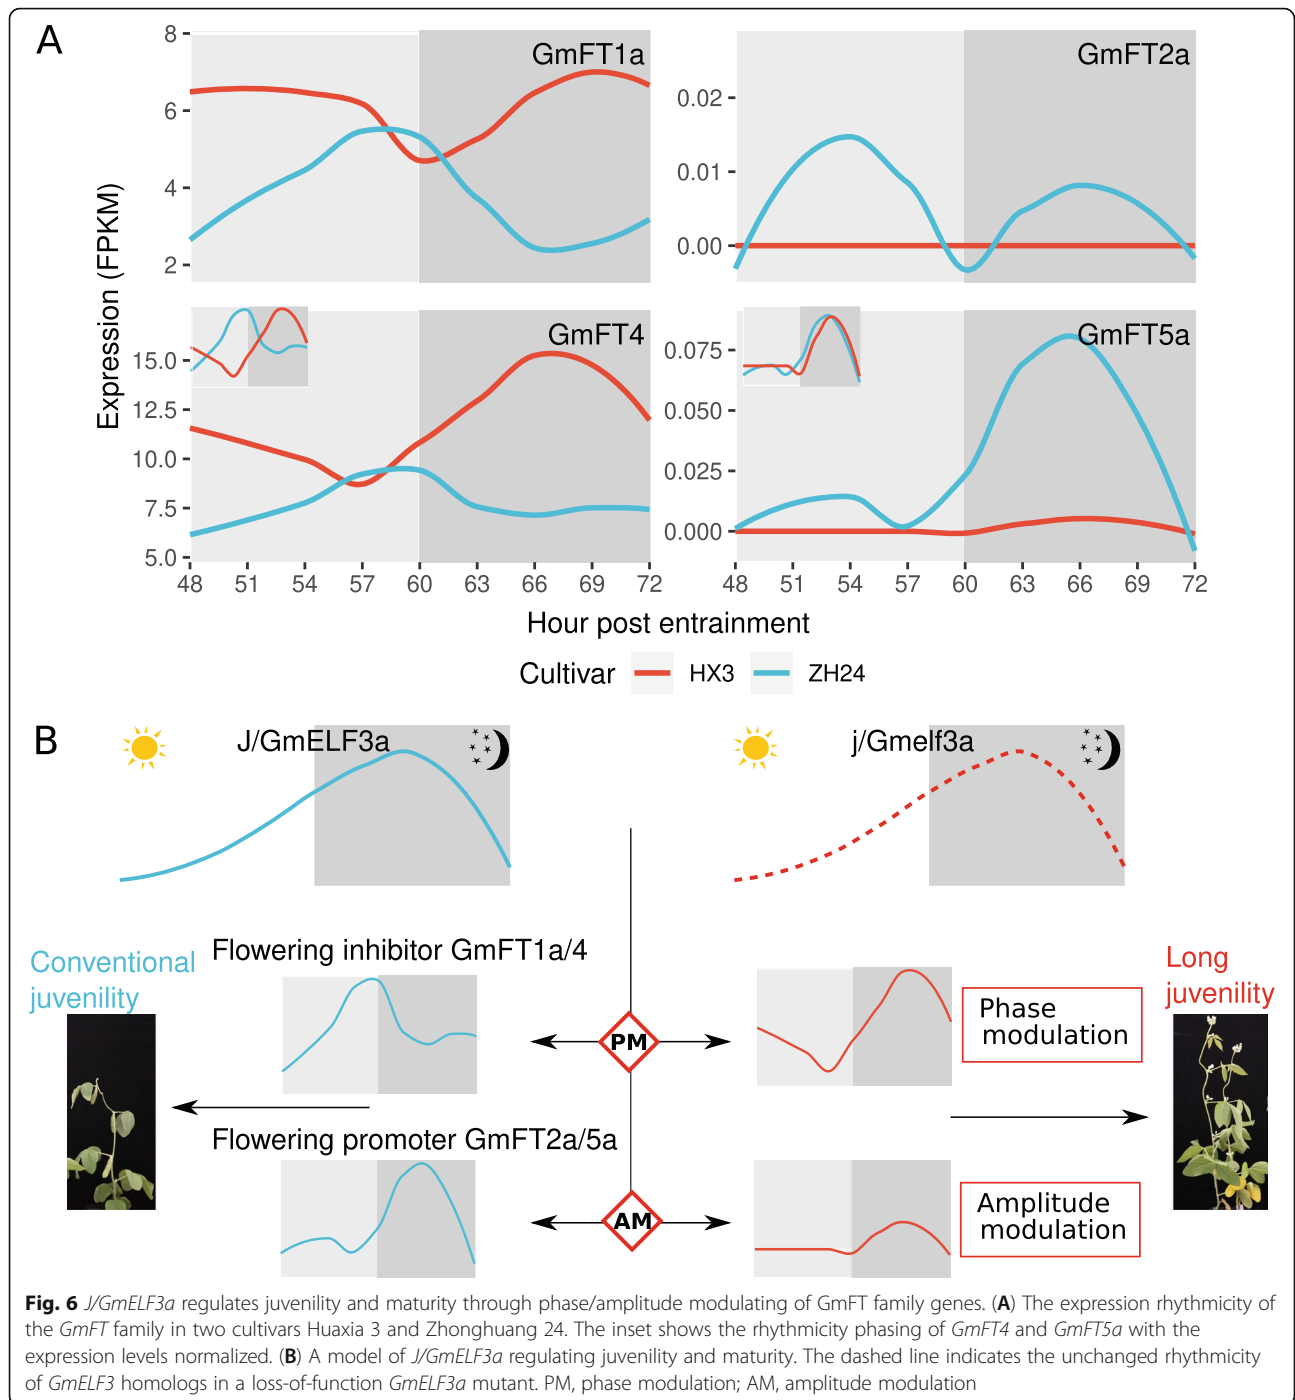 A
GmFT1a
GmFT2a
8
6
4
2
0.02
0.01
0.00
Expression (FPKM)
GmFT4
GmFT5a
15.0
12.5
10.0
7.5
5.0
0.075
0.050
0.025
0.000
48 51 54 57 60 63 66 69 72
48 51 54 57 60 63 66 69 72
Hour post entrainment
Cultivar HX3 ZH24
B
J/GmELF3a
j/Gmelf3a
Flowering inhibitor GmFT1a/4
Conventional
juvenility
Long
juvenility
PM
Phase
modulation
Flowering promoter GmFT2a/5a
AM
Amplitude
modulation
Fig. 6 J/GmELF3a regulates juvenility and maturity through phase/amplitude modulating of GmFT family genes. (A) The expression rhythmicity of
the GmFT family in two cultivars Huaxia 3 and Zhonghuang 24. The inset shows the rhythmicity phasing of GmFT4 and GmFT5a with the
expression levels normalized. (B) A model of J/GmELF3a regulating juvenility and maturity. The dashed line indicates the unchanged rhythmicity
of GmELF3 homologs in a loss-of-function GmELF3a mutant. PM, phase modulation; AM, amplitude modulation